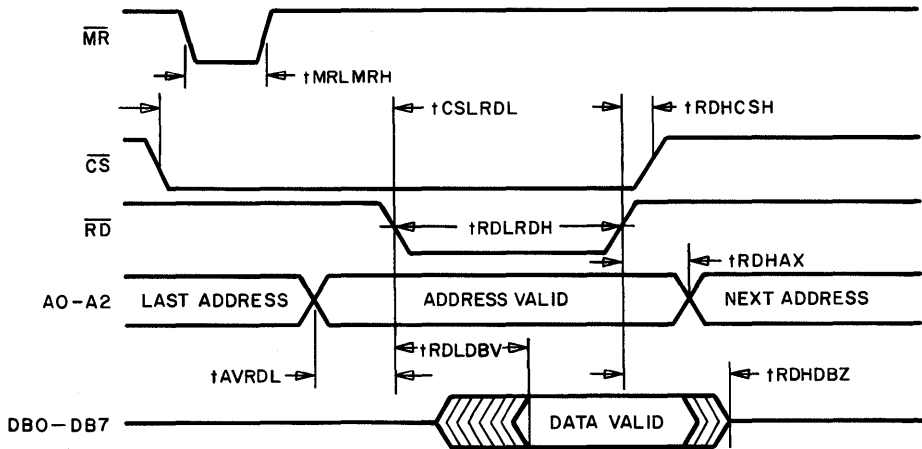 MR
tMRLMRH
tCSLRDL
tRDHCSH
CS
RD
tRDLRDH
tRDHAX
A0-A2
LAST ADDRESS
ADDRESS VALID
NEXT ADDRESS
tRDLDBV
tAVRDL
tRDHDBZ
DB0-DB7
DATA VALID